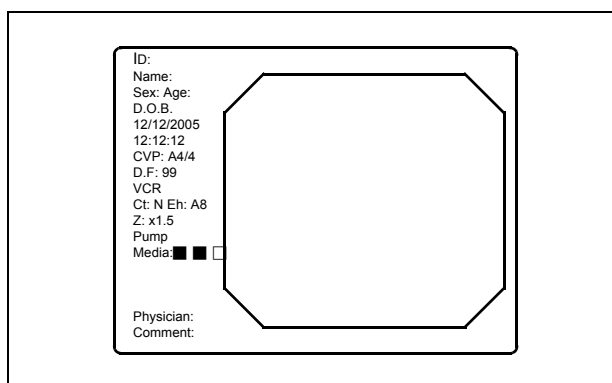 ID:
Name:
Sex: Age:
D.O.B.
12/12/2005
12:12:12
CVP: A4/4
D.F: 99
VCR
Ct: N Eh: A8
Z: x1.5
Pump
Media:■ ■ □
Physician:
Comment: